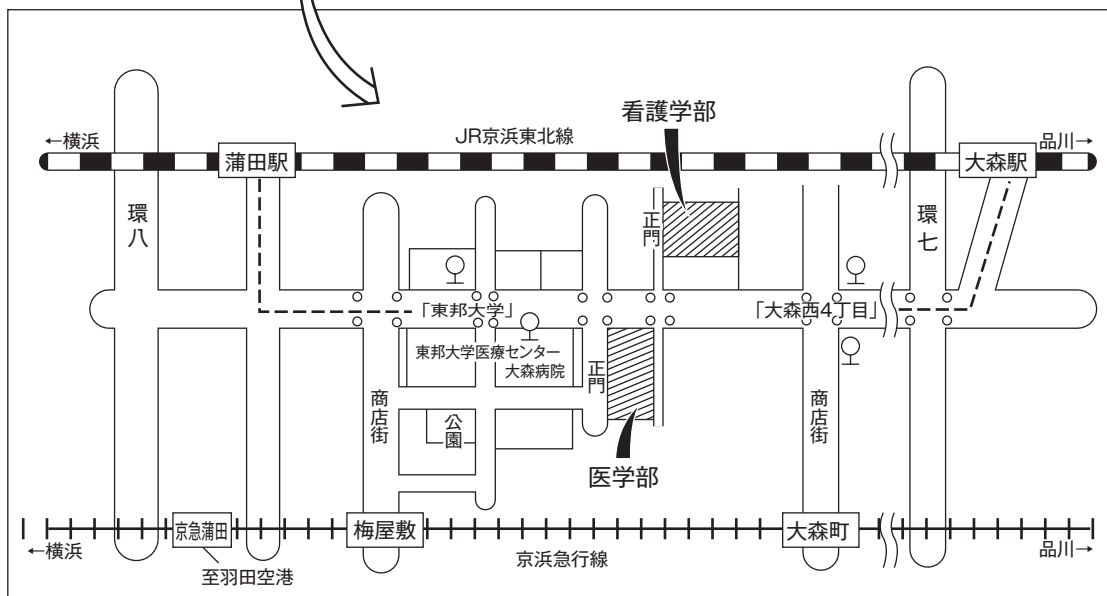 看護学部
←横浜
JR京浜東北線
品川→
蒲田駅
大森駅
環八
正門
環七
「東邦大学」
「大森西4丁目」
東邦大学医療センター
大森病院
正門
商店街
公園
商店街
医学部
京急蒲田
梅屋敷
大森町
←横浜
京浜急行線
品川→
至羽田空港